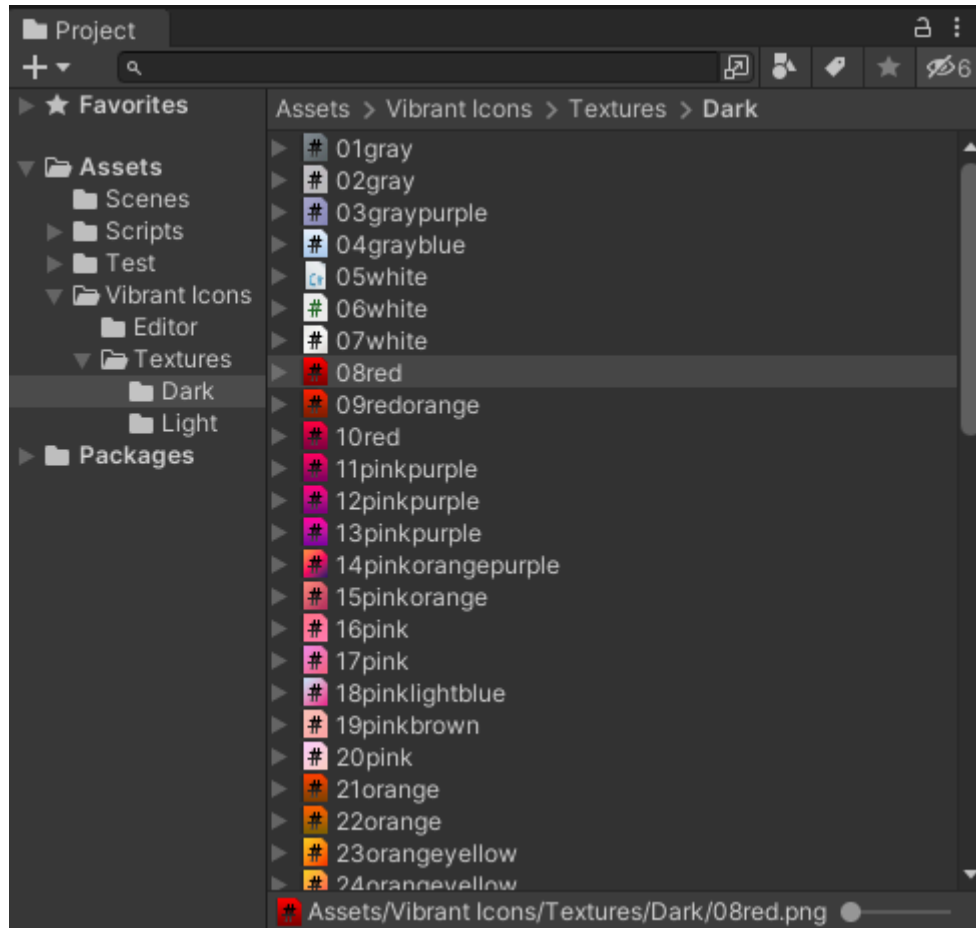 Project
6
Favorites
Assets
Scenes
Scripts
Test
Vibrant Icons
Editor
Textures
Dark
Light
Packages
Assets > Vibrant Icons > Textures > Dark
# 01gray
# 02gray
# 03graypurple
# 04grayblue
C# 05white
# 06white
# 07white
# 08red
# 09redorange
# 10red
# 11pinkpurple
# 12pinkpurple
# 13pinkpurple
# 14pinkorangepurple
# 15pinkorange
# 16pink
# 17pink
# 18pinklightblue
# 19pinkbrown
# 20pink
# 21orange
# 22orange
# 23orangeyellow
# 24orangeyellow
# Assets/Vibrant Icons/Textures/Dark/08red.png